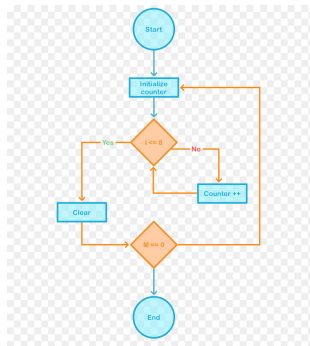 Start
Initialize
counter
I <= 0
Yes
No
Counter ++
Clear
M == 0
End